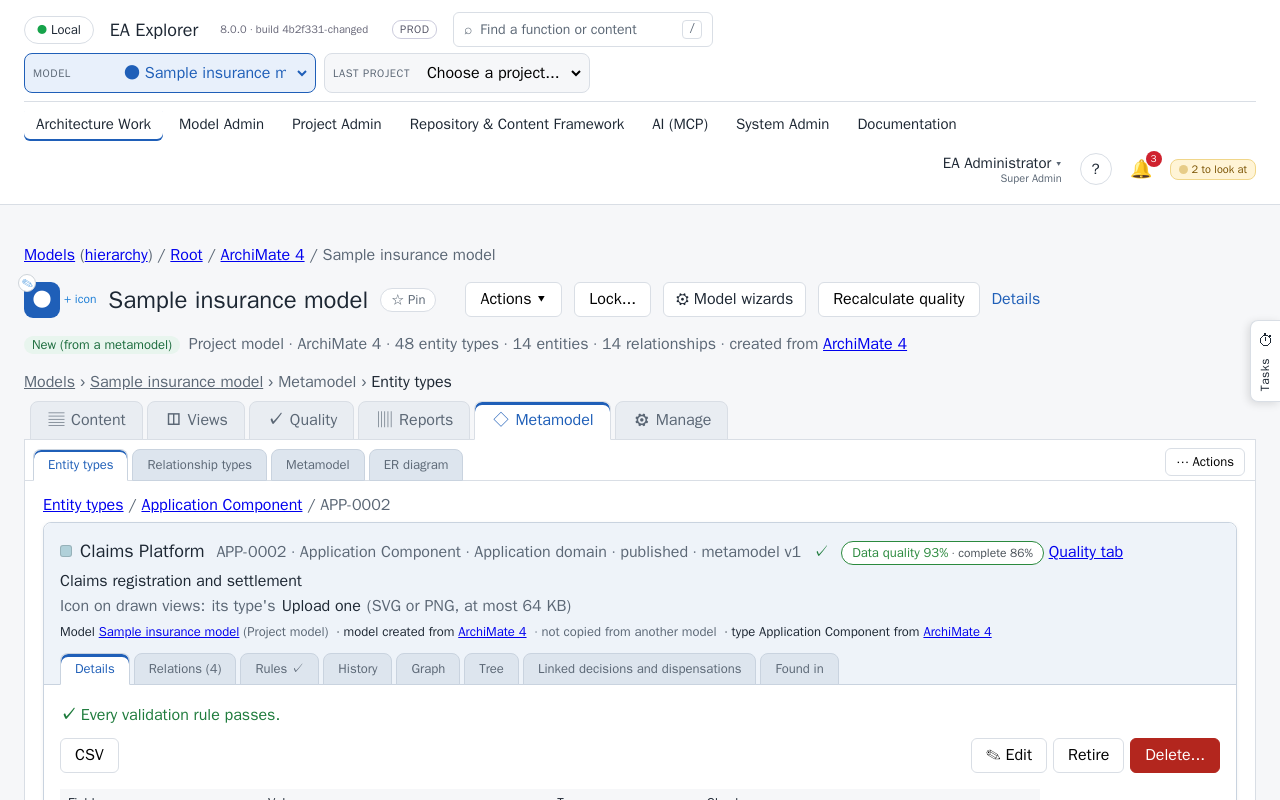 Local EA Explorer 8.0.0 · build 4b2f331-changed PROD Find a function or content /
MODEL Sample insurance m LAST PROJECT Choose a project...
Architecture Work Model Admin Project Admin Repository & Content Framework AI (MCP) System Admin Documentation
EA Administrator ▾ ? 3 2 to look at
Super Admin
Models (hierarchy) / Root / ArchiMate 4 / Sample insurance model
+ icon Sample insurance model ☆ Pin Actions ▾ Lock... ⚙ Model wizards Recalculate quality Details
New (from a metamodel) Project model · ArchiMate 4 · 48 entity types · 14 entities · 14 relationships · created from ArchiMate 4
Tasks
Models › Sample insurance model › Metamodel › Entity types
Content Views ✓ Quality Reports ◇ Metamodel ⚙ Manage
Entity types Relationship types Metamodel ER diagram ··· Actions
Entity types / Application Component / APP-0002
Claims Platform APP-0002 · Application Component · Application domain · published · metamodel v1 ✓ Data quality 93% · complete 86% Quality tab
Claims registration and settlement
Icon on drawn views: its type's Upload one (SVG or PNG, at most 64 KB)
Model Sample insurance model (Project model) · model created from ArchiMate 4 · not copied from another model · type Application Component from ArchiMate 4
Details Relations (4) Rules ✓ History Graph Tree Linked decisions and dispensations Found in
✓ Every validation rule passes.
CSV ✎ Edit Retire Delete...